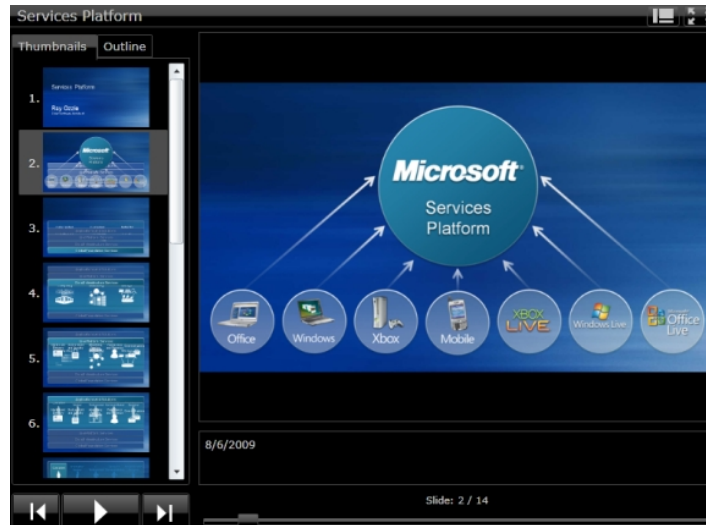 Services Platform
Thumbnails Outline
1.
Services Platform
Ray Ozzie
2.
3.
4.
5.
6.
Microsoft
Services
Platform
Office
Windows
Xbox
Mobile
XBOX
LIVE
Windows Live
Microsoft
Office
Live
8/6/2009
Slide: 2 / 14